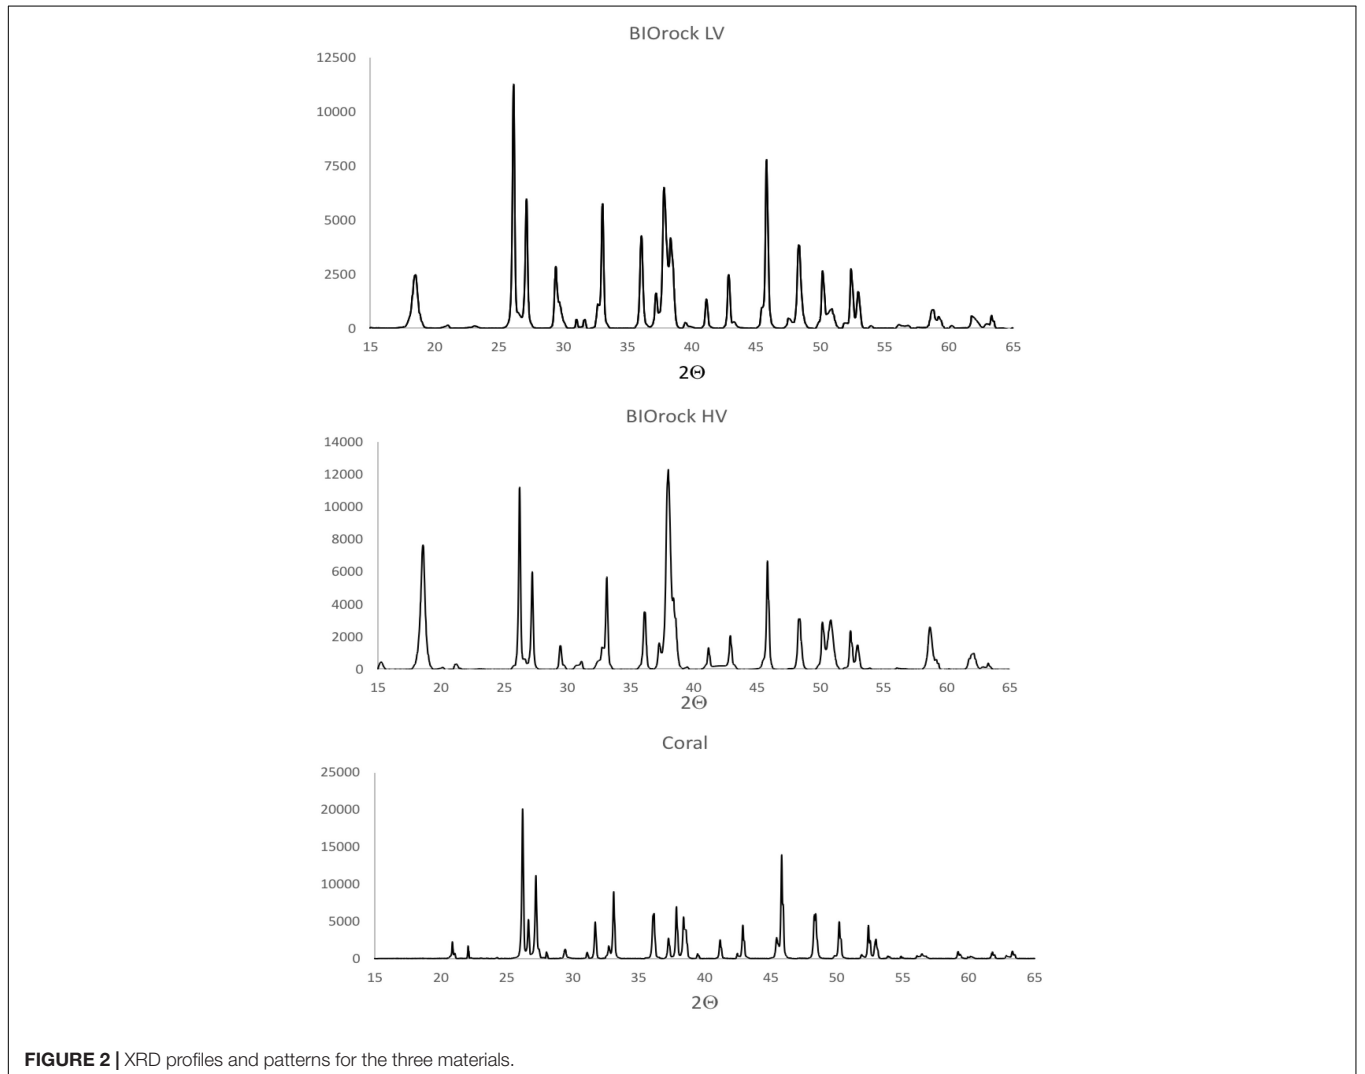 BIOrock LV
12500
10000
7500
5000
2500
0
15 20 25 30 35 40 45 50 55 60 65
2Θ
BIOrock HV
14000
12000
10000
8000
6000
4000
2000
0
15 20 25 30 35 40 45 50 55 60 65
2Θ
Coral
25000
20000
15000
10000
5000
0
15 20 25 30 35 40 45 50 55 60 65
2Θ
FIGURE 2 | XRD profiles and patterns for the three materials.